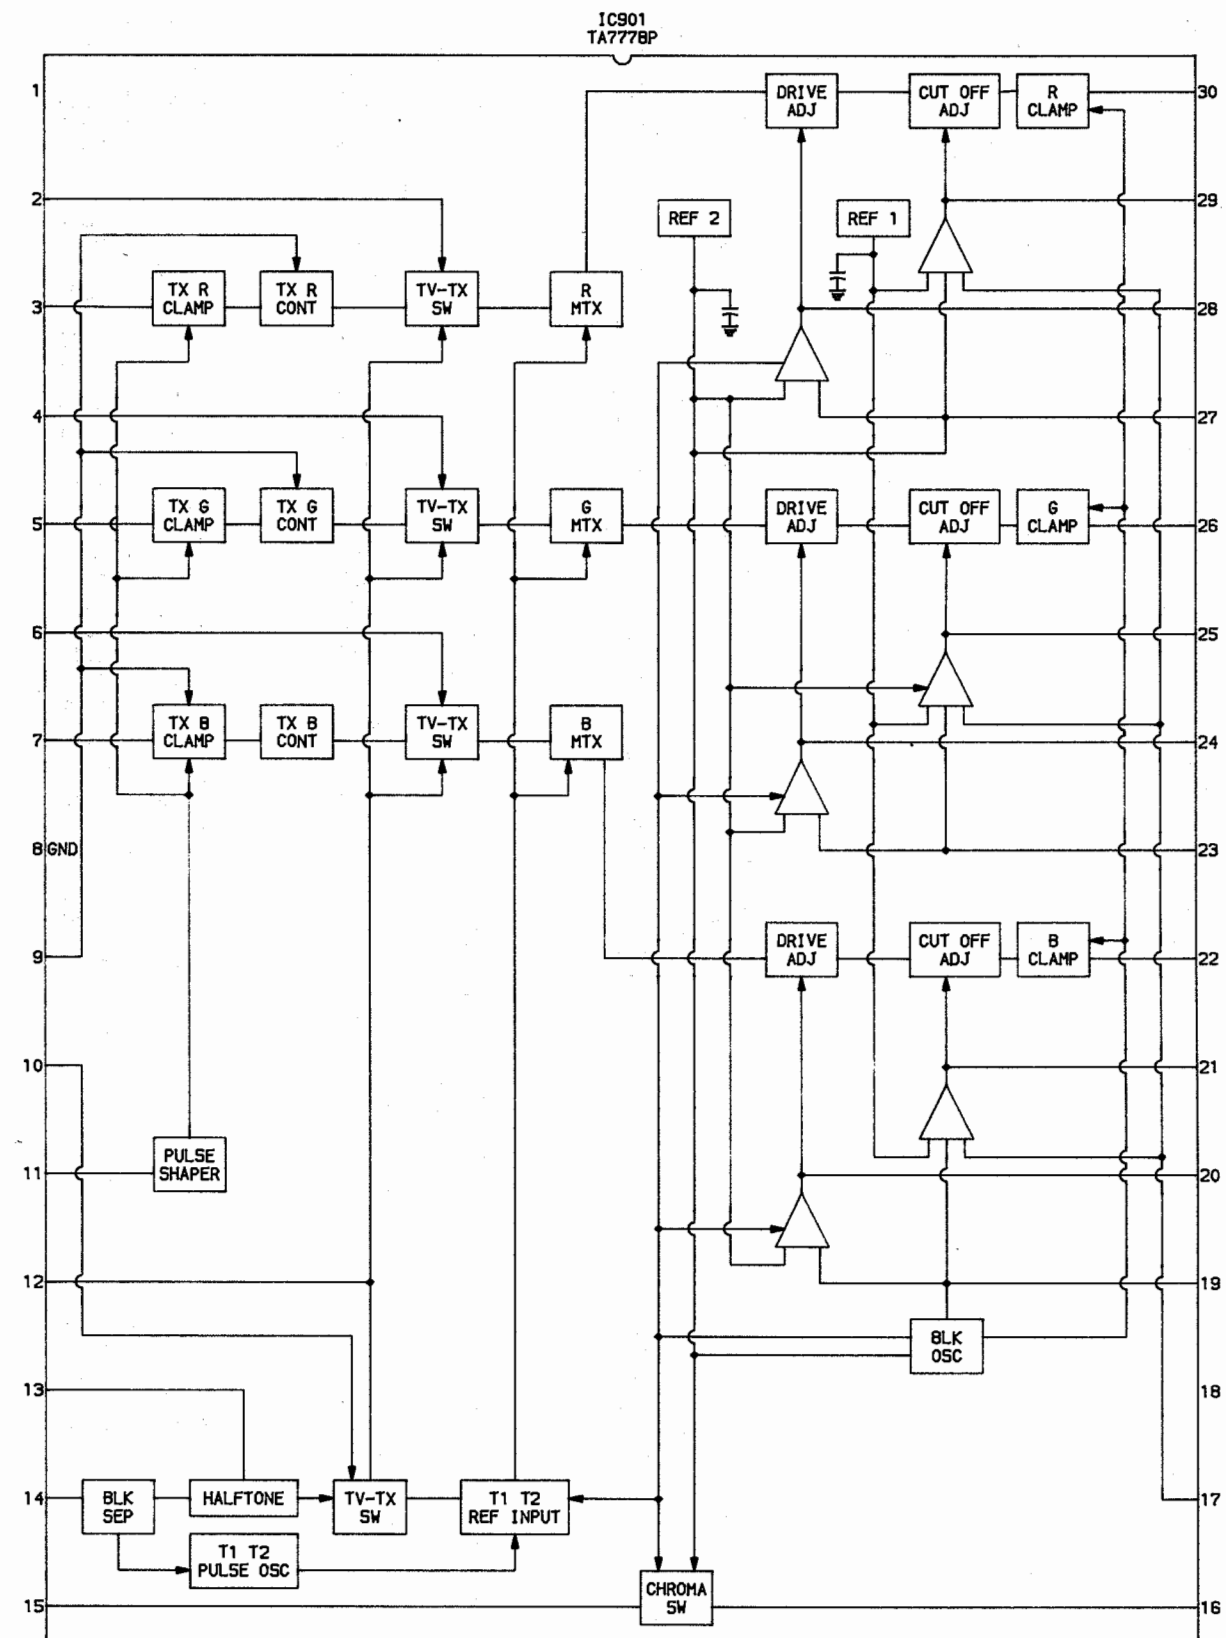 IC901
TA7778P
1
DRIVE
ADJ
CUT OFF
ADJ
R
CLAMP
30
2
REF 2
REF 1
29
3
TX R
CLAMP
TX R
CONT
TV-TX
SW
R
MTX
28
4
27
5
TX G
CLAMP
TX G
CONT
TV-TX
SW
G
MTX
DRIVE
ADJ
CUT OFF
ADJ
G
CLAMP
26
6
25
7
TX B
CLAMP
TX B
CONT
TV-TX
SW
B
MTX
24
8 GND
23
9
DRIVE
ADJ
CUT OFF
ADJ
B
CLAMP
22
10
21
11
PULSE
SHAPER
20
12
19
BLK
OSC
13
18
14
BLK
SEP
HALFTONE
TV-TX
SW
T1 T2
REF INPUT
17
T1 T2
PULSE OSC
15
CHROMA
SW
16